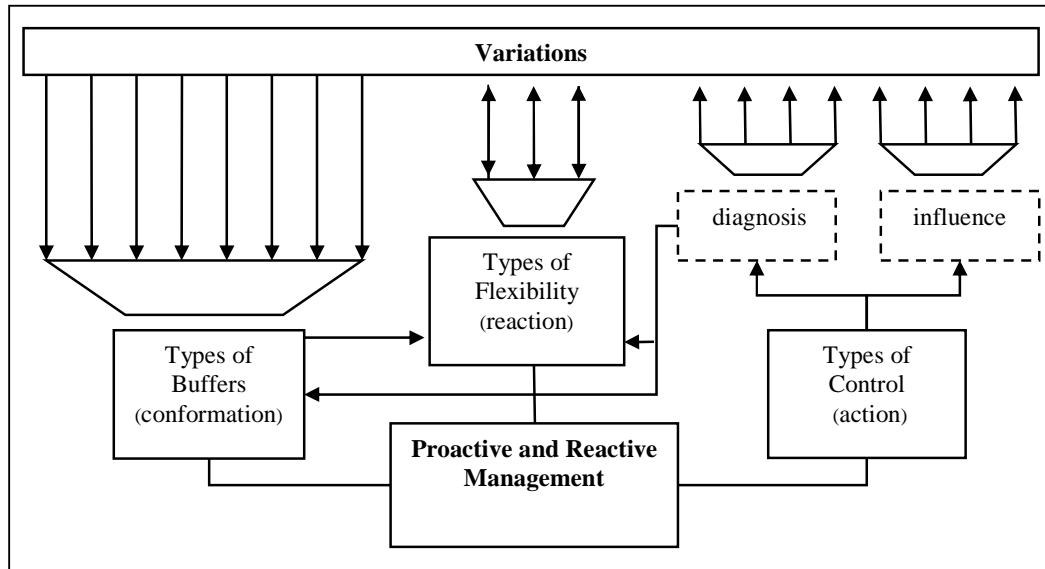 Variations
diagnosis
influence
Types of
Flexibility
(reaction)
Types of
Buffers
(conformation)
Types of
Control
(action)
Proactive and Reactive
Management